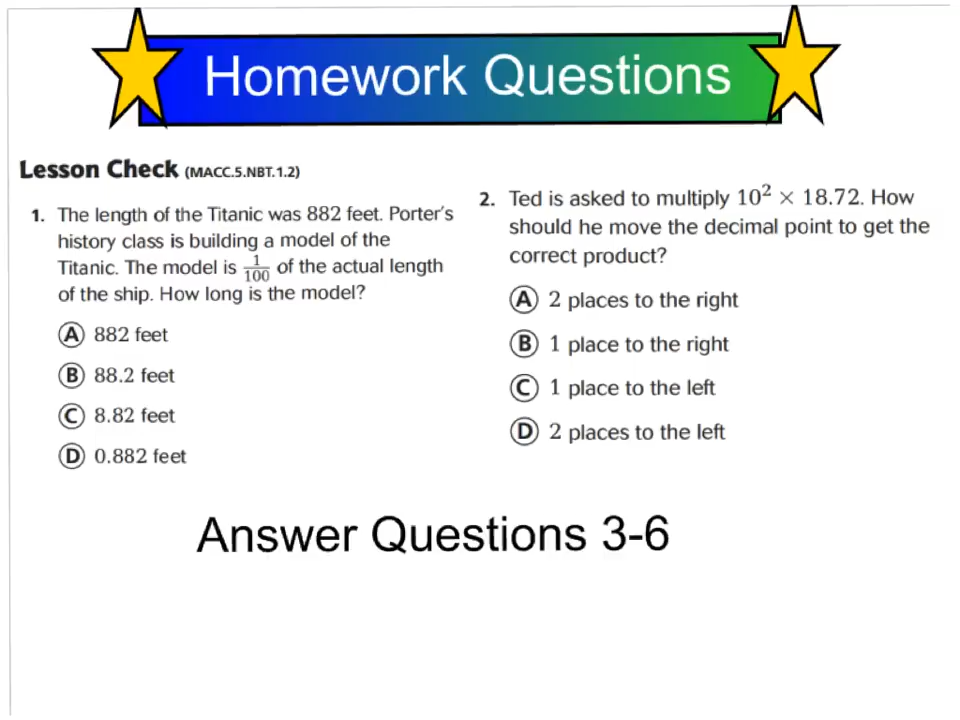 Homework Questions
Lesson Check (MACC.5.NBT.1.2)
1. The length of the Titanic was 882 feet. Porter's
history class is building a model of the
Titanic. The model is 1/100 of the actual length
of the ship. How long is the model?
A 882 feet
B 88.2 feet
C 8.82 feet
D 0.882 feet
2. Ted is asked to multiply 10² × 18.72. How
should he move the decimal point to get the
correct product?
A 2 places to the right
B 1 place to the right
C 1 place to the left
D 2 places to the left
Answer Questions 3-6